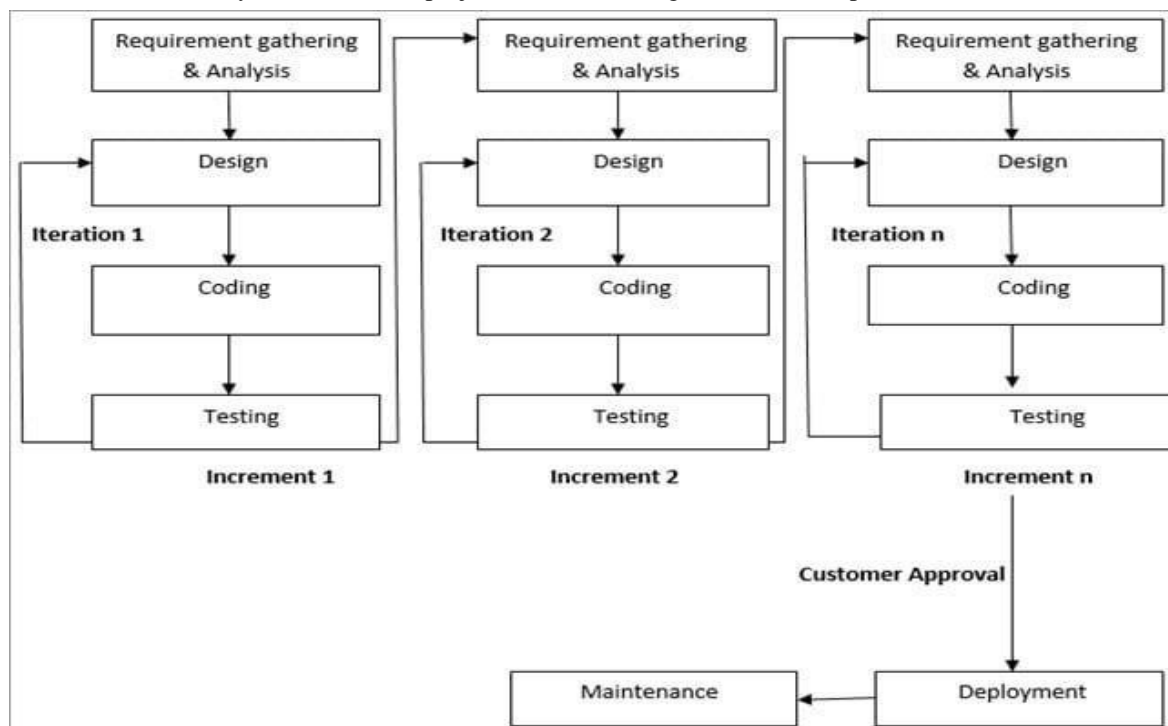 Requirement gathering
& Analysis
Requirement gathering
& Analysis
Requirement gathering
& Analysis
Design
Design
Design
Iteration 1
Iteration 2
Iteration n
Coding
Coding
Coding
Testing
Testing
Testing
Increment 1
Increment 2
Increment n
Customer Approval
Maintenance
Deployment